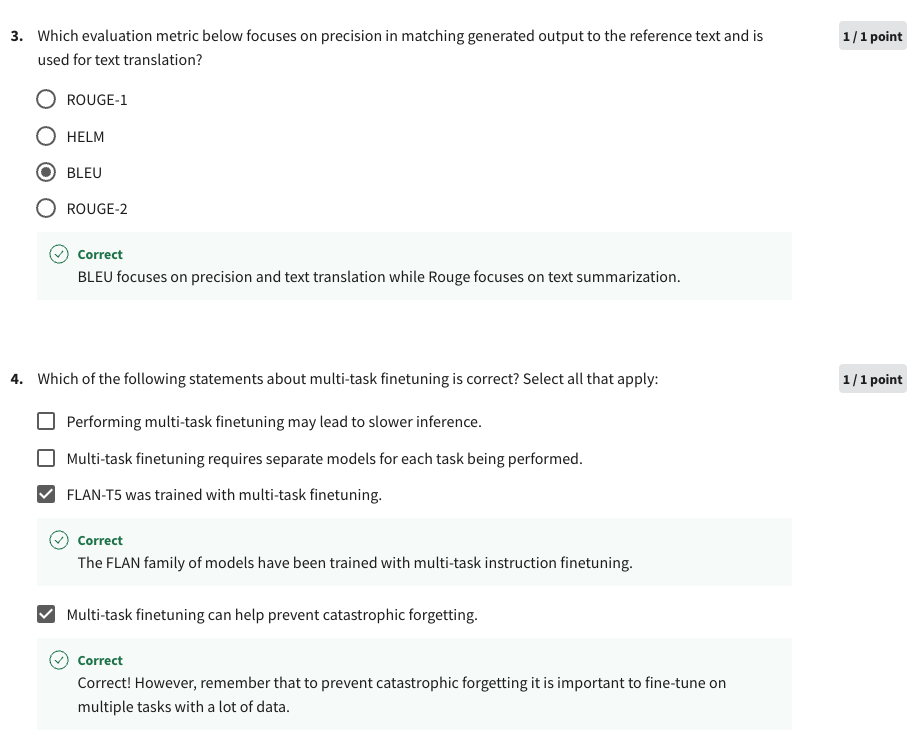 3. Which evaluation metric below focuses on precision in matching generated output to the reference text and is
used for text translation?
1 / 1 point
ROUGE-1
HELM
BLEU
ROUGE-2
Correct
BLEU focuses on precision and text translation while Rouge focuses on text summarization.
4. Which of the following statements about multi-task finetuning is correct? Select all that apply:
1 / 1 point
Performing multi-task finetuning may lead to slower inference.
Multi-task finetuning requires separate models for each task being performed.
FLAN-T5 was trained with multi-task finetuning.
Correct
The FLAN family of models have been trained with multi-task instruction finetuning.
Multi-task finetuning can help prevent catastrophic forgetting.
Correct
Correct! However, remember that to prevent catastrophic forgetting it is important to fine-tune on
multiple tasks with a lot of data.